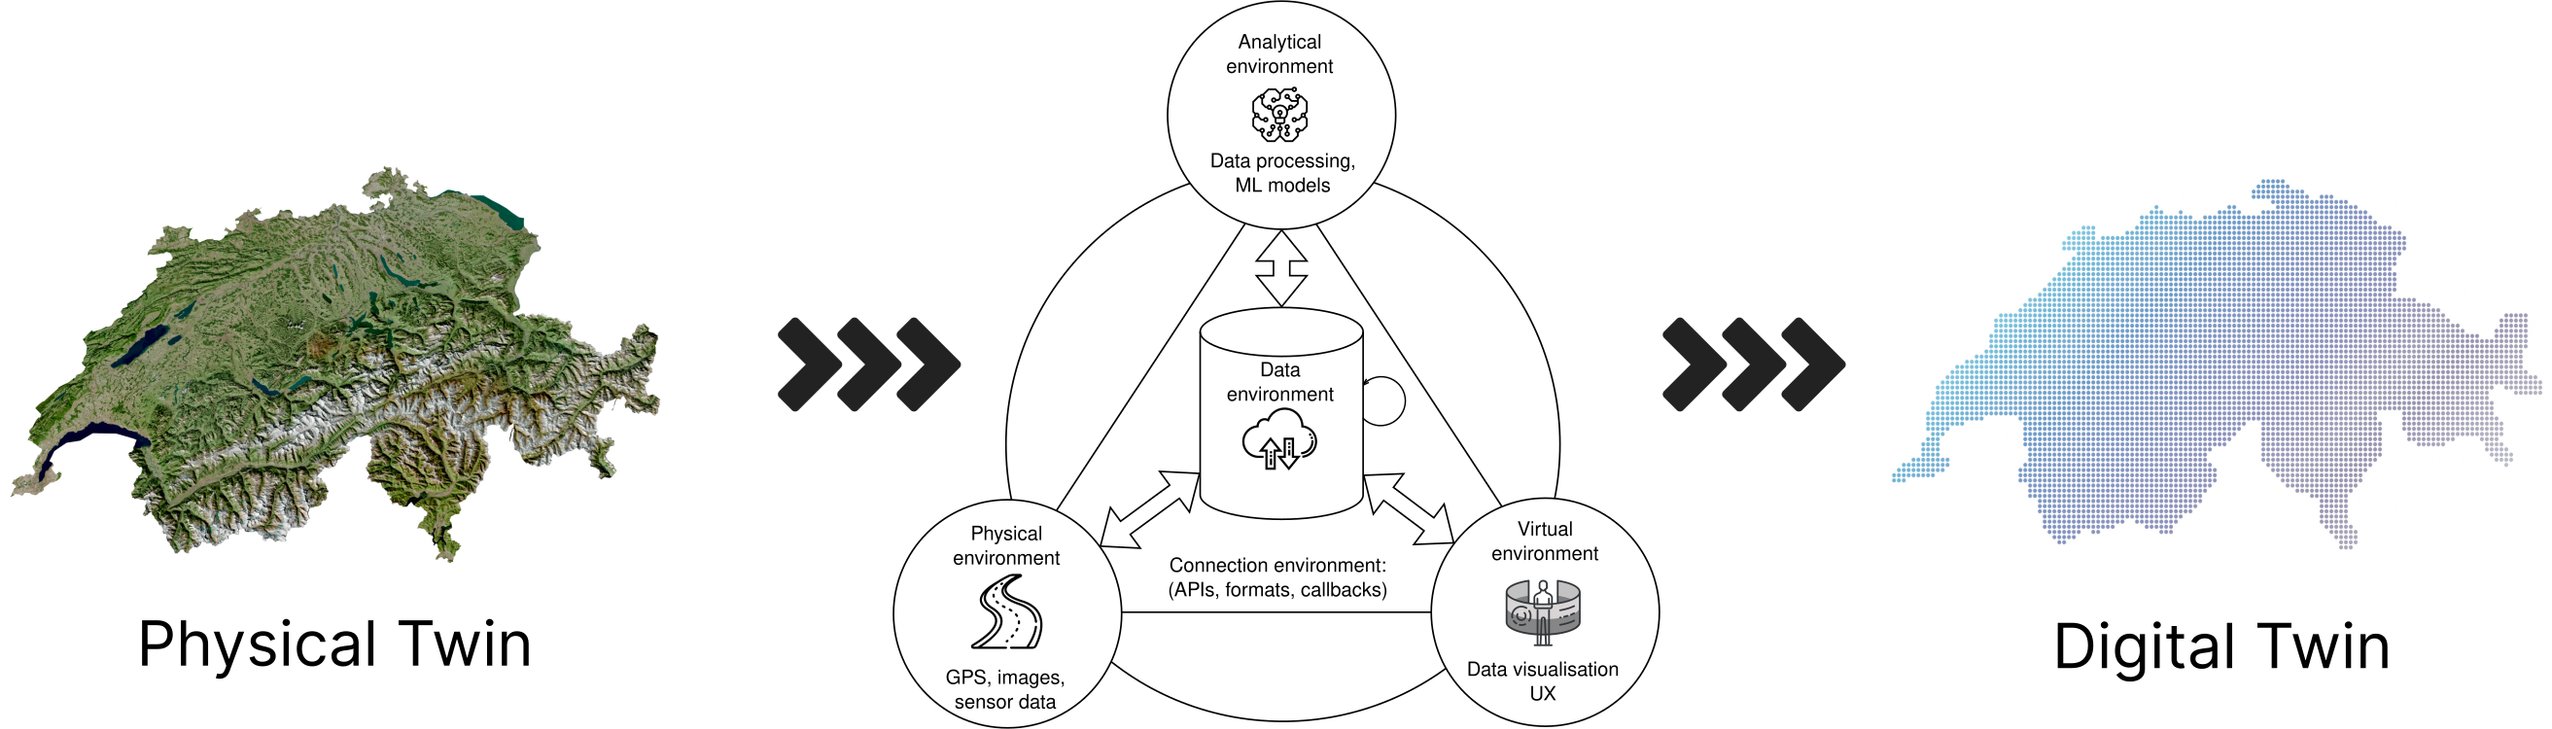 Physical Twin
Analytical
environment
Data processing,
ML models
Data
environment
Physical
environment
GPS, images,
sensor data
Connection environment:
(APIs, formats, callbacks)
Virtual
environment
Data visualisation
UX
Digital Twin